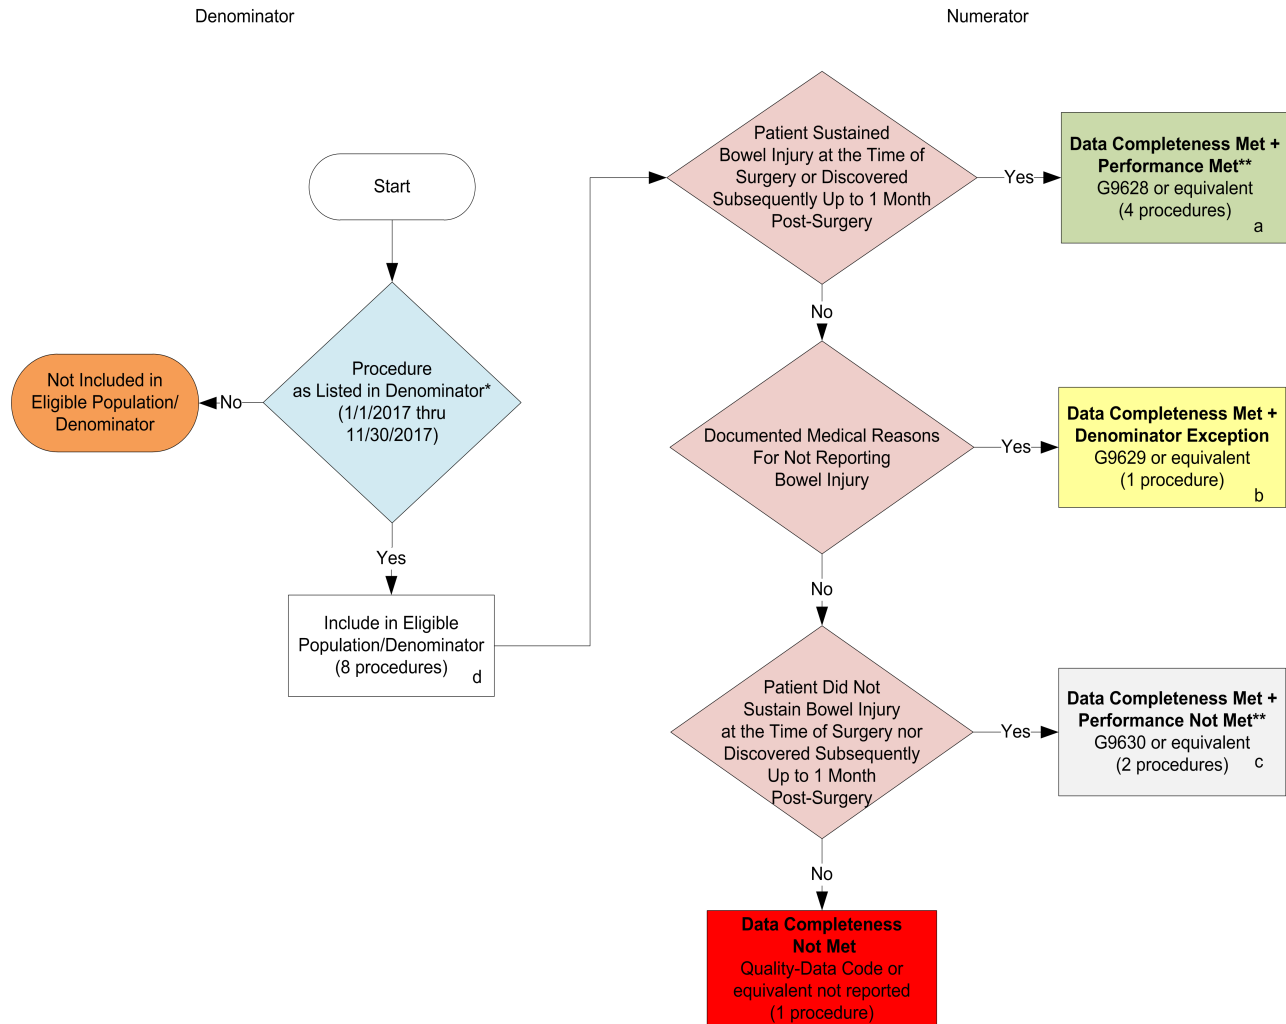 Denominator
Numerator
Start
Procedure
as Listed in Denominator*
(1/1/2017 thru
11/30/2017)
No
Not Included in
Eligible Population/
Denominator
Yes
Include in Eligible
Population/Denominator
(8 procedures)
d
Patient Sustained
Bowel Injury at the Time of
Surgery or Discovered
Subsequently Up to 1 Month
Post-Surgery
Yes
Data Completeness Met +
Performance Met**
G9628 or equivalent
(4 procedures)
a
No
Documented Medical Reasons
For Not Reporting
Bowel Injury
Yes
Data Completeness Met +
Denominator Exception
G9629 or equivalent
(1 procedure)
b
No
Patient Did Not
Sustain Bowel Injury
at the Time of Surgery nor
Discovered Subsequently
Up to 1 Month
Post-Surgery
Yes
Data Completeness Met +
Performance Not Met**
G9630 or equivalent
(2 procedures)
c
No
Data Completeness
Not Met
Quality-Data Code or
equivalent not reported
(1 procedure)